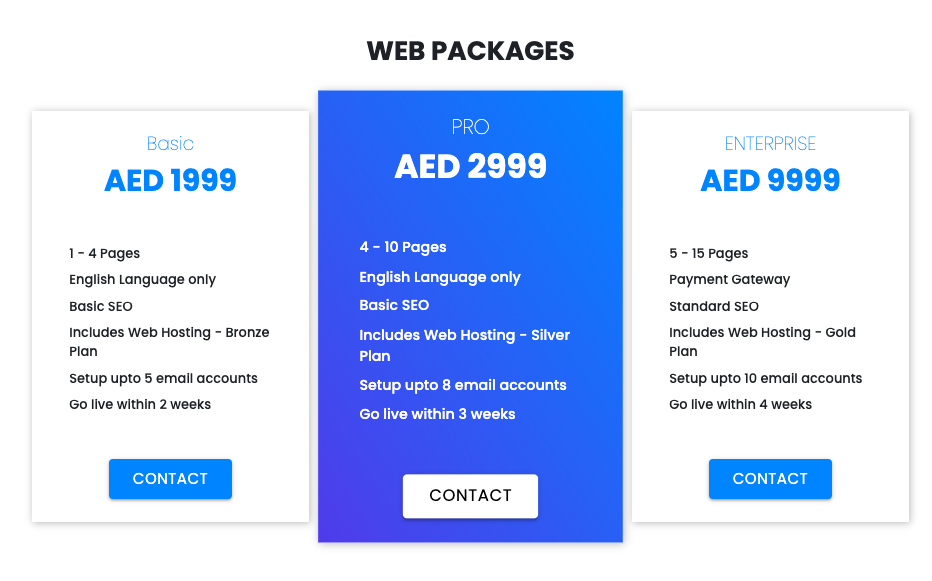 WEB PACKAGES
Basic
AED 1999
1 - 4 Pages
English Language only
Basic SEO
Includes Web Hosting - Bronze
Plan
Setup upto 5 email accounts
Go live within 2 weeks
CONTACT
PRO
AED 2999
4 - 10 Pages
English Language only
Basic SEO
Includes Web Hosting - Silver
Plan
Setup upto 8 email accounts
Go live within 3 weeks
CONTACT
ENTERPRISE
AED 9999
5 - 15 Pages
Payment Gateway
Standard SEO
Includes Web Hosting - Gold
Plan
Setup upto 10 email accounts
Go live within 4 weeks
CONTACT